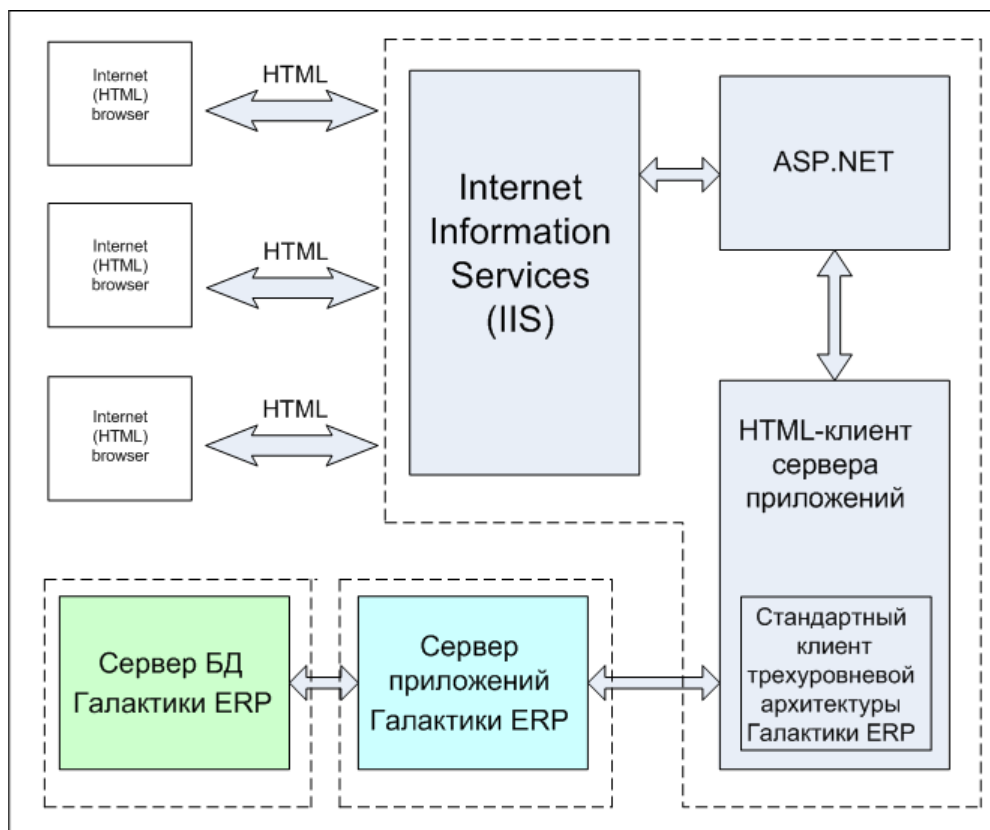 Internet
(HTML)
browser
HTML
Internet
(HTML)
browser
HTML
Internet
(HTML)
browser
HTML
Internet
Information
Services
(IIS)
ASP.NET
HTML-клиент
сервера
приложений
Стандартный
клиент
трехуровневой
архитектуры
Галактики ERP
Сервер БД
Галактики ERP
Сервер
приложений
Галактики ERP